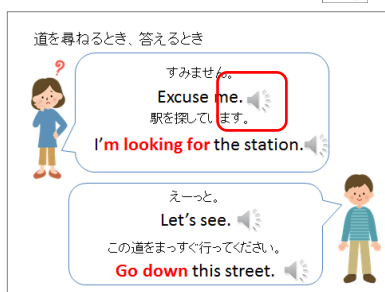 道を尋ねるとき、答えるとき
?
すみません。
Excuse me.
駅を探しています。
I'm looking for the station.
えーっと。
Let's see.
この道をまっすぐ行ってください。
Go down this street.